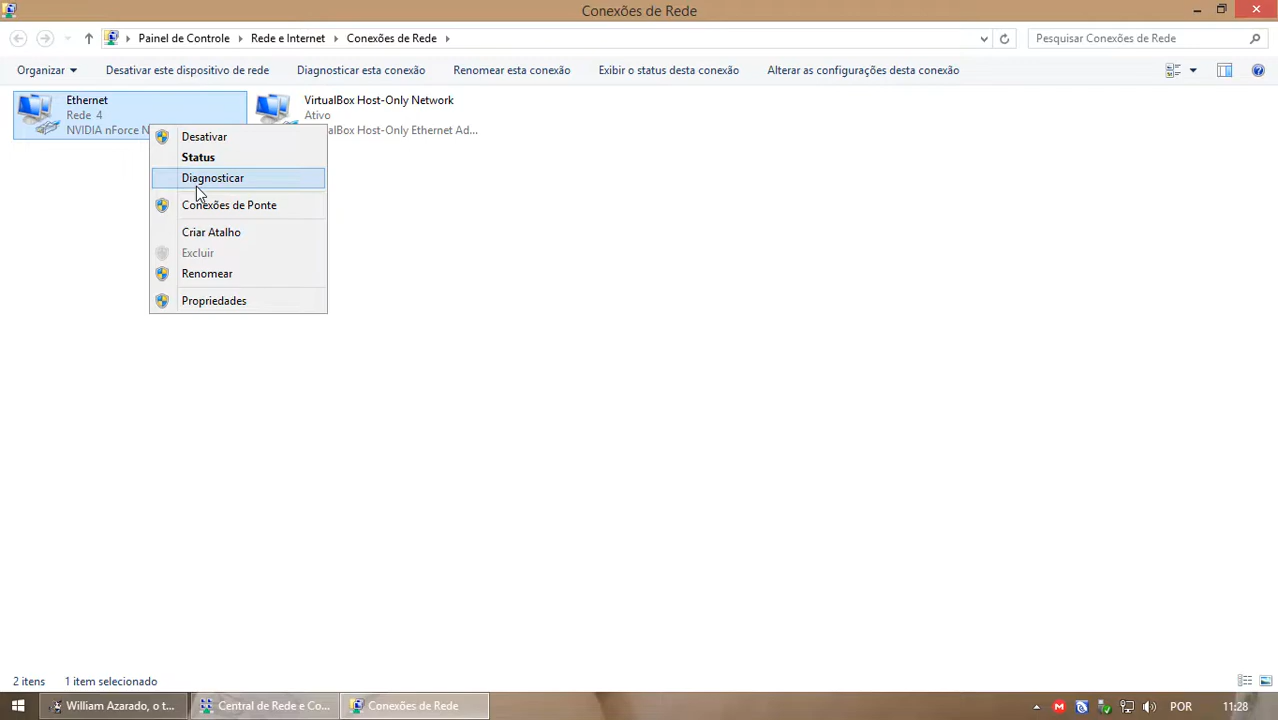 Conexões de Rede
Painel de Controle Rede e Internet Conexões de Rede
Pesquisar Conexões de Rede
Organizar Desativar este dispositivo de rede Diagnosticar esta conexão Renomear esta conexão Exibir o status desta conexão Alterar as configurações desta conexão
Ethernet
Rede 4
NVIDIA nForce N
VirtualBox Host-Only Network
Ativo
alBox Host-Only Ethernet Ad...
Desativar
Status
Diagnosticar
Conexões de Ponte
Criar Atalho
Excluir
Renomear
Propriedades
2 itens 1 item selecionado
William Azarado, o t... Central de Rede e Co... Conexões de Rede POR 11:28